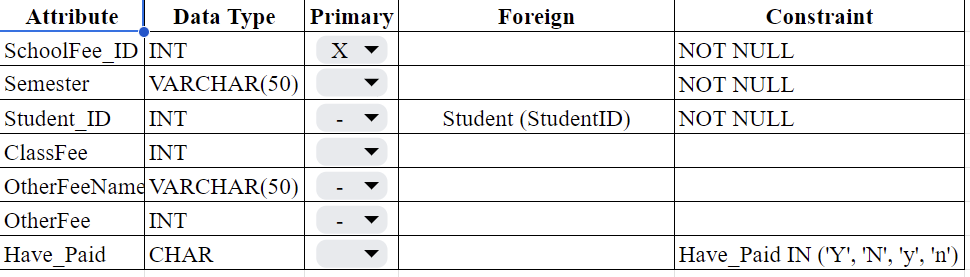 Attribute Data Type Primary Foreign Constraint
SchoolFee_ID INT X NOT NULL
Semester VARCHAR(50) NOT NULL
Student_ID INT - Student (StudentID) NOT NULL
ClassFee INT
OtherFeeName VARCHAR(50) -
OtherFee INT -
Have_Paid CHAR Have_Paid IN ('Y', 'N', 'y', 'n')